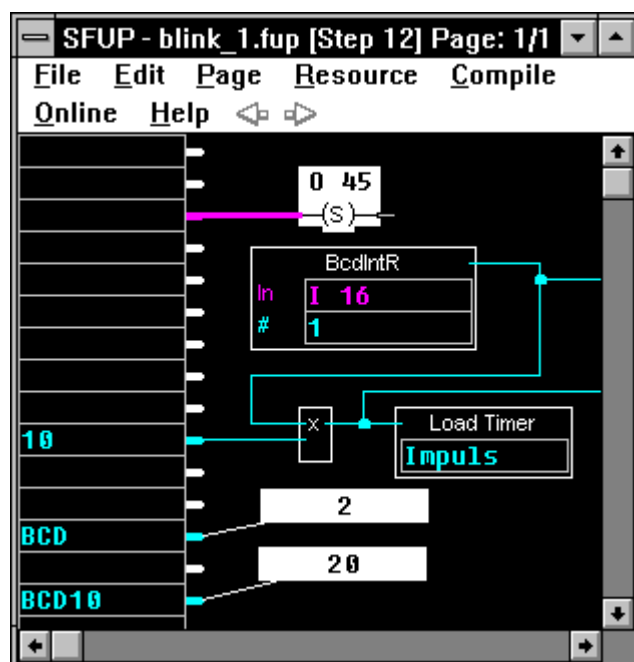 SFUP - blink_1.fup [Step 12] Page: 1/1
File Edit Page Resource Compile
Online Help
O 45
(S)
BcdIntR
In I 16
# 1
10
x
Load Timer
Impuls
2
BCD
20
BCD10